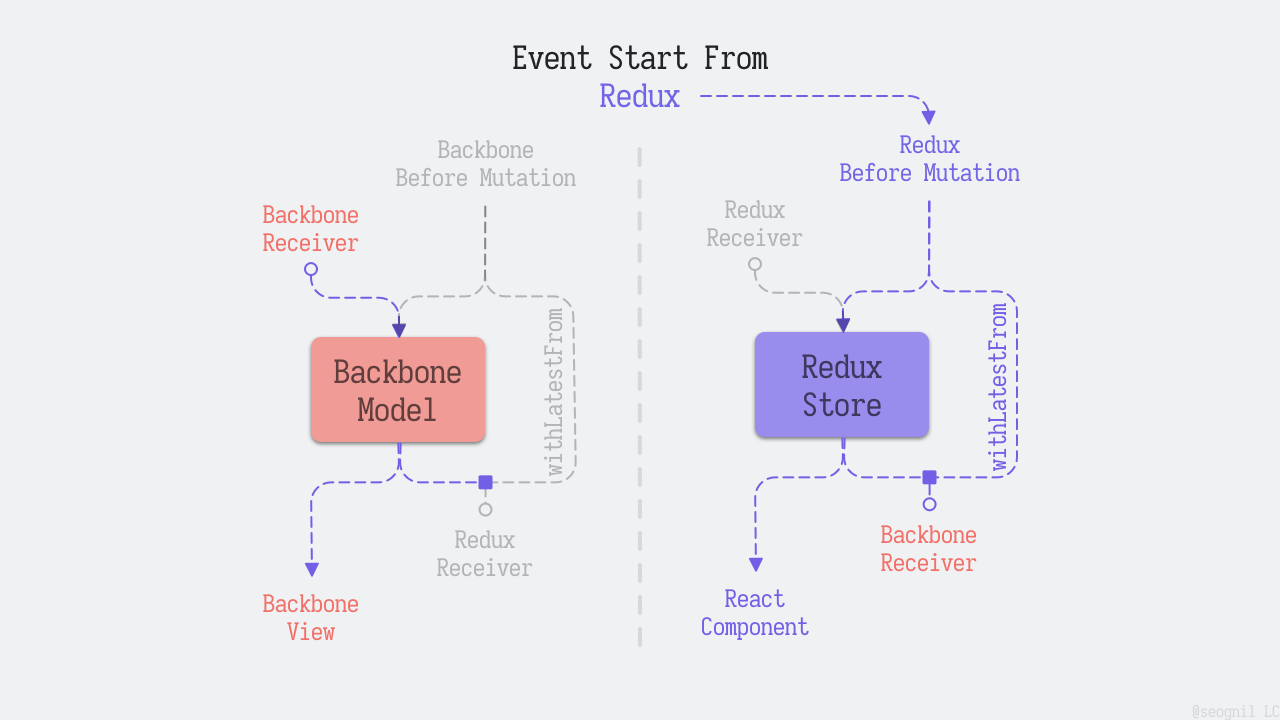 Event Start From
Redux
Backbone
Before Mutation
Backbone
Receiver
Backbone
Model
withLatestFrom
Redux
Receiver
Backbone
View
Redux
Before Mutation
Redux
Receiver
Redux
Store
withLatestFrom
Backbone
Receiver
React
Component
@seognil LC